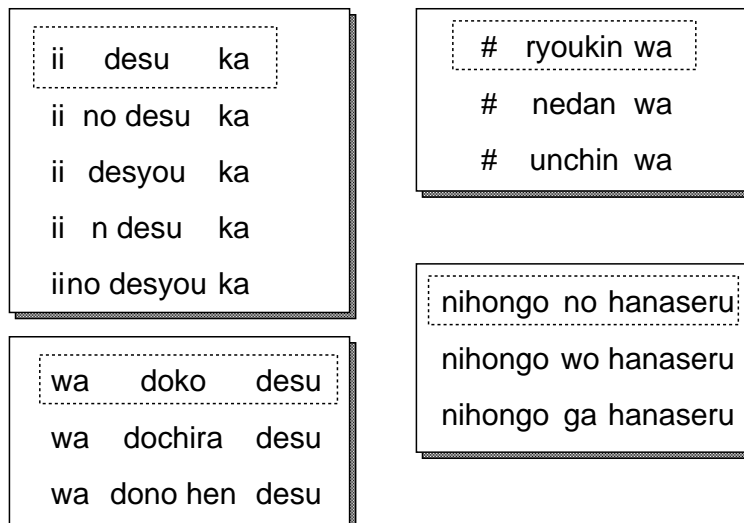 ii desu ka
ii no desu ka
ii desyou ka
ii n desu ka
iino desyou ka
wa doko desu
wa dochira desu
wa dono hen desu
# ryoukin wa
# nedan wa
# unchin wa
nihongo no hanaseru
nihongo wo hanaseru
nihongo ga hanaseru